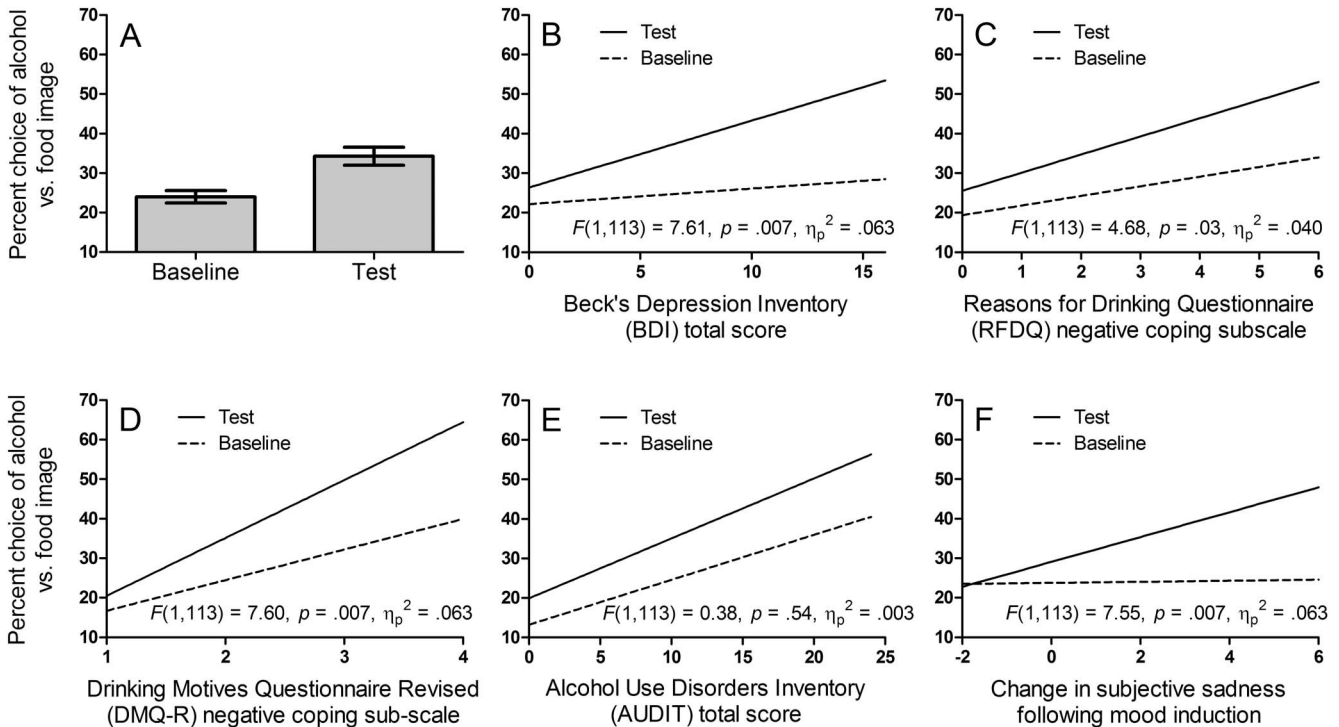 Percent choice of alcohol
vs. food image
A
70
60
50
40
30
20
10
Baseline
Test
B
Test
Baseline
70
60
50
40
30
20
10
F(1,113) = 7.61, p = .007, ηp² = .063
0
5
10
15
Beck's Depression Inventory
(BDI) total score
C
Test
Baseline
70
60
50
40
30
20
10
F(1,113) = 4.68, p = .03, ηp² = .040
0
1
2
3
4
5
6
Reasons for Drinking Questionnaire
(RFDQ) negative coping subscale
Percent choice of alcohol
vs. food image
D
Test
Baseline
70
60
50
40
30
20
10
F(1,113) = 7.60, p = .007, ηp² = .063
1
2
3
4
Drinking Motives Questionnaire Revised
(DMQ-R) negative coping sub-scale
E
Test
Baseline
70
60
50
40
30
20
10
F(1,113) = 0.38, p = .54, ηp² = .003
0
5
10
15
20
25
Alcohol Use Disorders Inventory
(AUDIT) total score
F
Test
Baseline
70
60
50
40
30
20
10
F(1,113) = 7.55, p = .007, ηp² = .063
-2
0
2
4
6
Change in subjective sadness
following mood induction